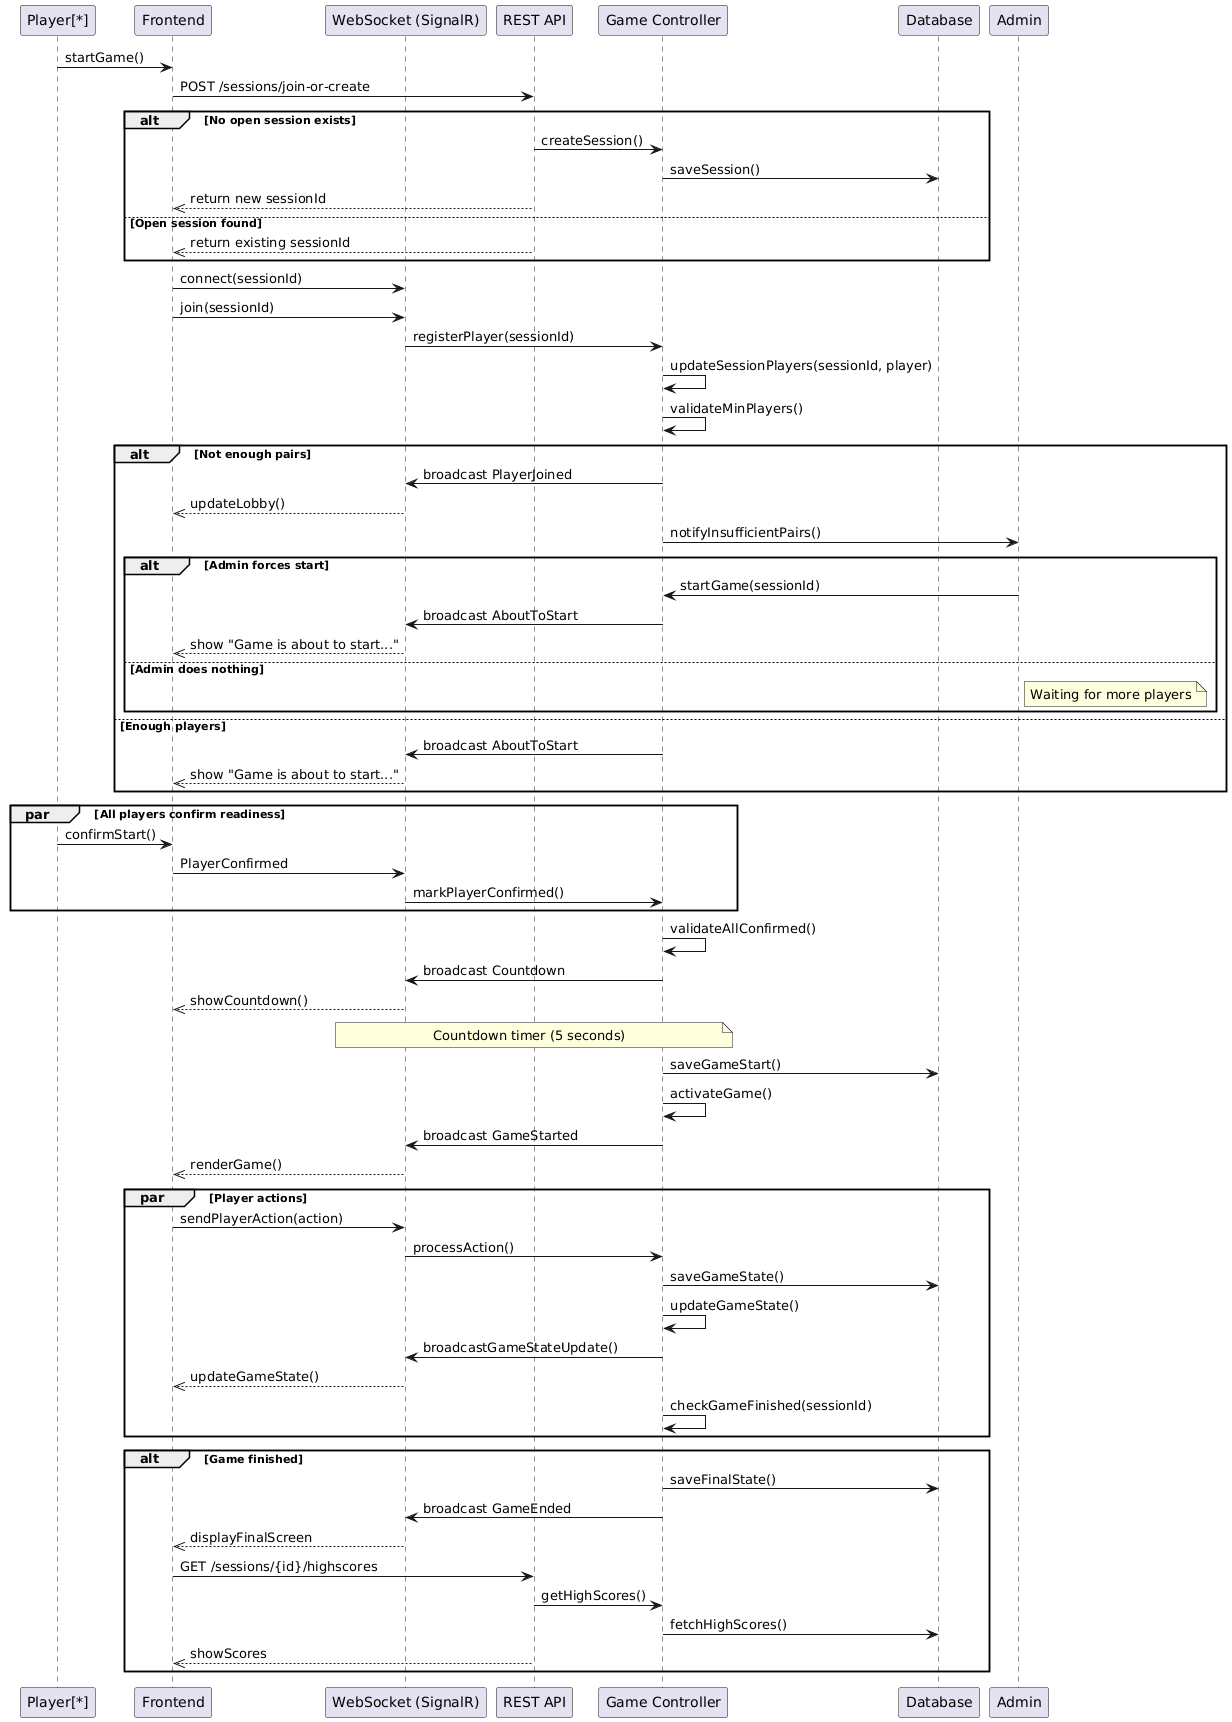 Player[*]
Frontend
WebSocket (SignalR)
REST API
Game Controller
Database
Admin
startGame()
POST /sessions/join-or-create
alt
[No open session exists]
createSession()
saveSession()
return new sessionId
[Open session found]
return existing sessionId
connect(sessionId)
join(sessionId)
registerPlayer(sessionId)
updateSessionPlayers(sessionId, player)
validateMinPlayers()
alt
[Not enough pairs]
broadcast PlayerJoined
updateLobby()
notifyInsufficientPairs()
alt
[Admin forces start]
startGame(sessionId)
broadcast AboutToStart
show "Game is about to start..."
[Admin does nothing]
Waiting for more players
[Enough players]
broadcast AboutToStart
show "Game is about to start..."
par
[All players confirm readiness]
confirmStart()
PlayerConfirmed
markPlayerConfirmed()
validateAllConfirmed()
broadcast Countdown
showCountdown()
Countdown timer (5 seconds)
saveGameStart()
activateGame()
broadcast GameStarted
renderGame()
par
[Player actions]
sendPlayerAction(action)
processAction()
saveGameState()
updateGameState()
broadcastGameStateUpdate()
updateGameState()
checkGameFinished(sessionId)
alt
[Game finished]
saveFinalState()
broadcast GameEnded
displayFinalScreen
GET /sessions/{id}/highscores
getHighScores()
fetchHighScores()
showScores
Player[*]
Frontend
WebSocket (SignalR)
REST API
Game Controller
Database
Admin